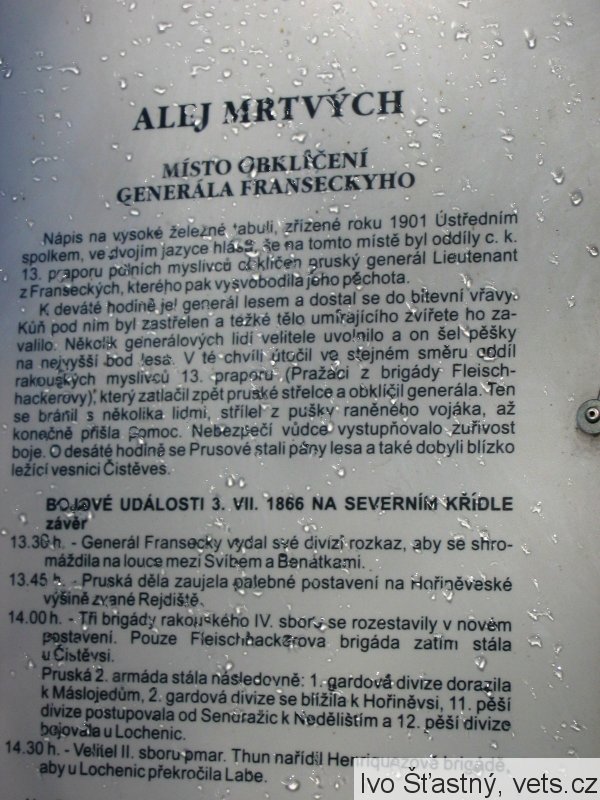 ALEJ MRTVÝCH
MÍSTO OBKLÍČENÍ
GENERÁLA FRANSECKYHO
Nápis na vysoké železné tabuli, zřízené roku 1901 Ústředním
spolkem, ve dvojím jazyce hlásá, že na tomto místě byl oddíly c. k.
13. praporu polních myslivců obklíčen pruský generál Lieutenant
z Franseckých, kterého pak vysvobodila jeho pěchota.
K deváté hodině jel generál lesem a dostal se do bitevní vřavy.
Kůň pod ním byl zastřelen a težké tělo umírajícího zvířete ho za-
valilo. Několik generálových lidí velitele uvolnilo a on šel pěšky
na nejvyšší bod lesa. V té chvíli útočil ve stejném směru oddíl
rakouských myslivců 13. praporu (Pražáci z brigády Fleisch-
hackerovy), který zatlačil zpět pruské střelce a obklíčil generála. Ten
se bránil s několika lidmi, střílel z pušky raněného vojáka, až
konečně přišla pomoc. Nebezpečí vůdce vystupňovalo zuřivost
boje. O desáté hodině se Prusové stali pány lesa a také dobyli blízko
ležící vesnici Čistěves.
BOJOVÉ UDÁLOSTI 3. VII. 1866 NA SEVERNÍM KŘÍDLE
závěr
13.30 h. - Generál Fransecky vydal své divizi rozkaz, aby se shro-
máždila na louce mezi Svíbem a Benátkami.
13.45 h. - Pruská děla zaujala palebné postavení na Hořiněveské
výšině zvané Rejdiště.
14.00 h. - Tři brigády rakouského IV. sboru se rozestavily v novém
postavení. Pouze Fleischhackerova brigáda zatím stála
u Čistěvsi.
Pruská 2. armáda stála následovně: 1. gardová divize dorazila
k Máslojedům, 2. gardová divize se blížila k Hořiněvsi, 11. pěší
divize postupovala od Sendražic k Nedělištím a 12. pěší divize
bojovala u Lochenic.
14.30 h. - Velitel II. sboru pmar. Thun nařídil Henriquezově brigádě,
aby u Lochenic překročila Labe.
Ivo Šťastný, vets.cz